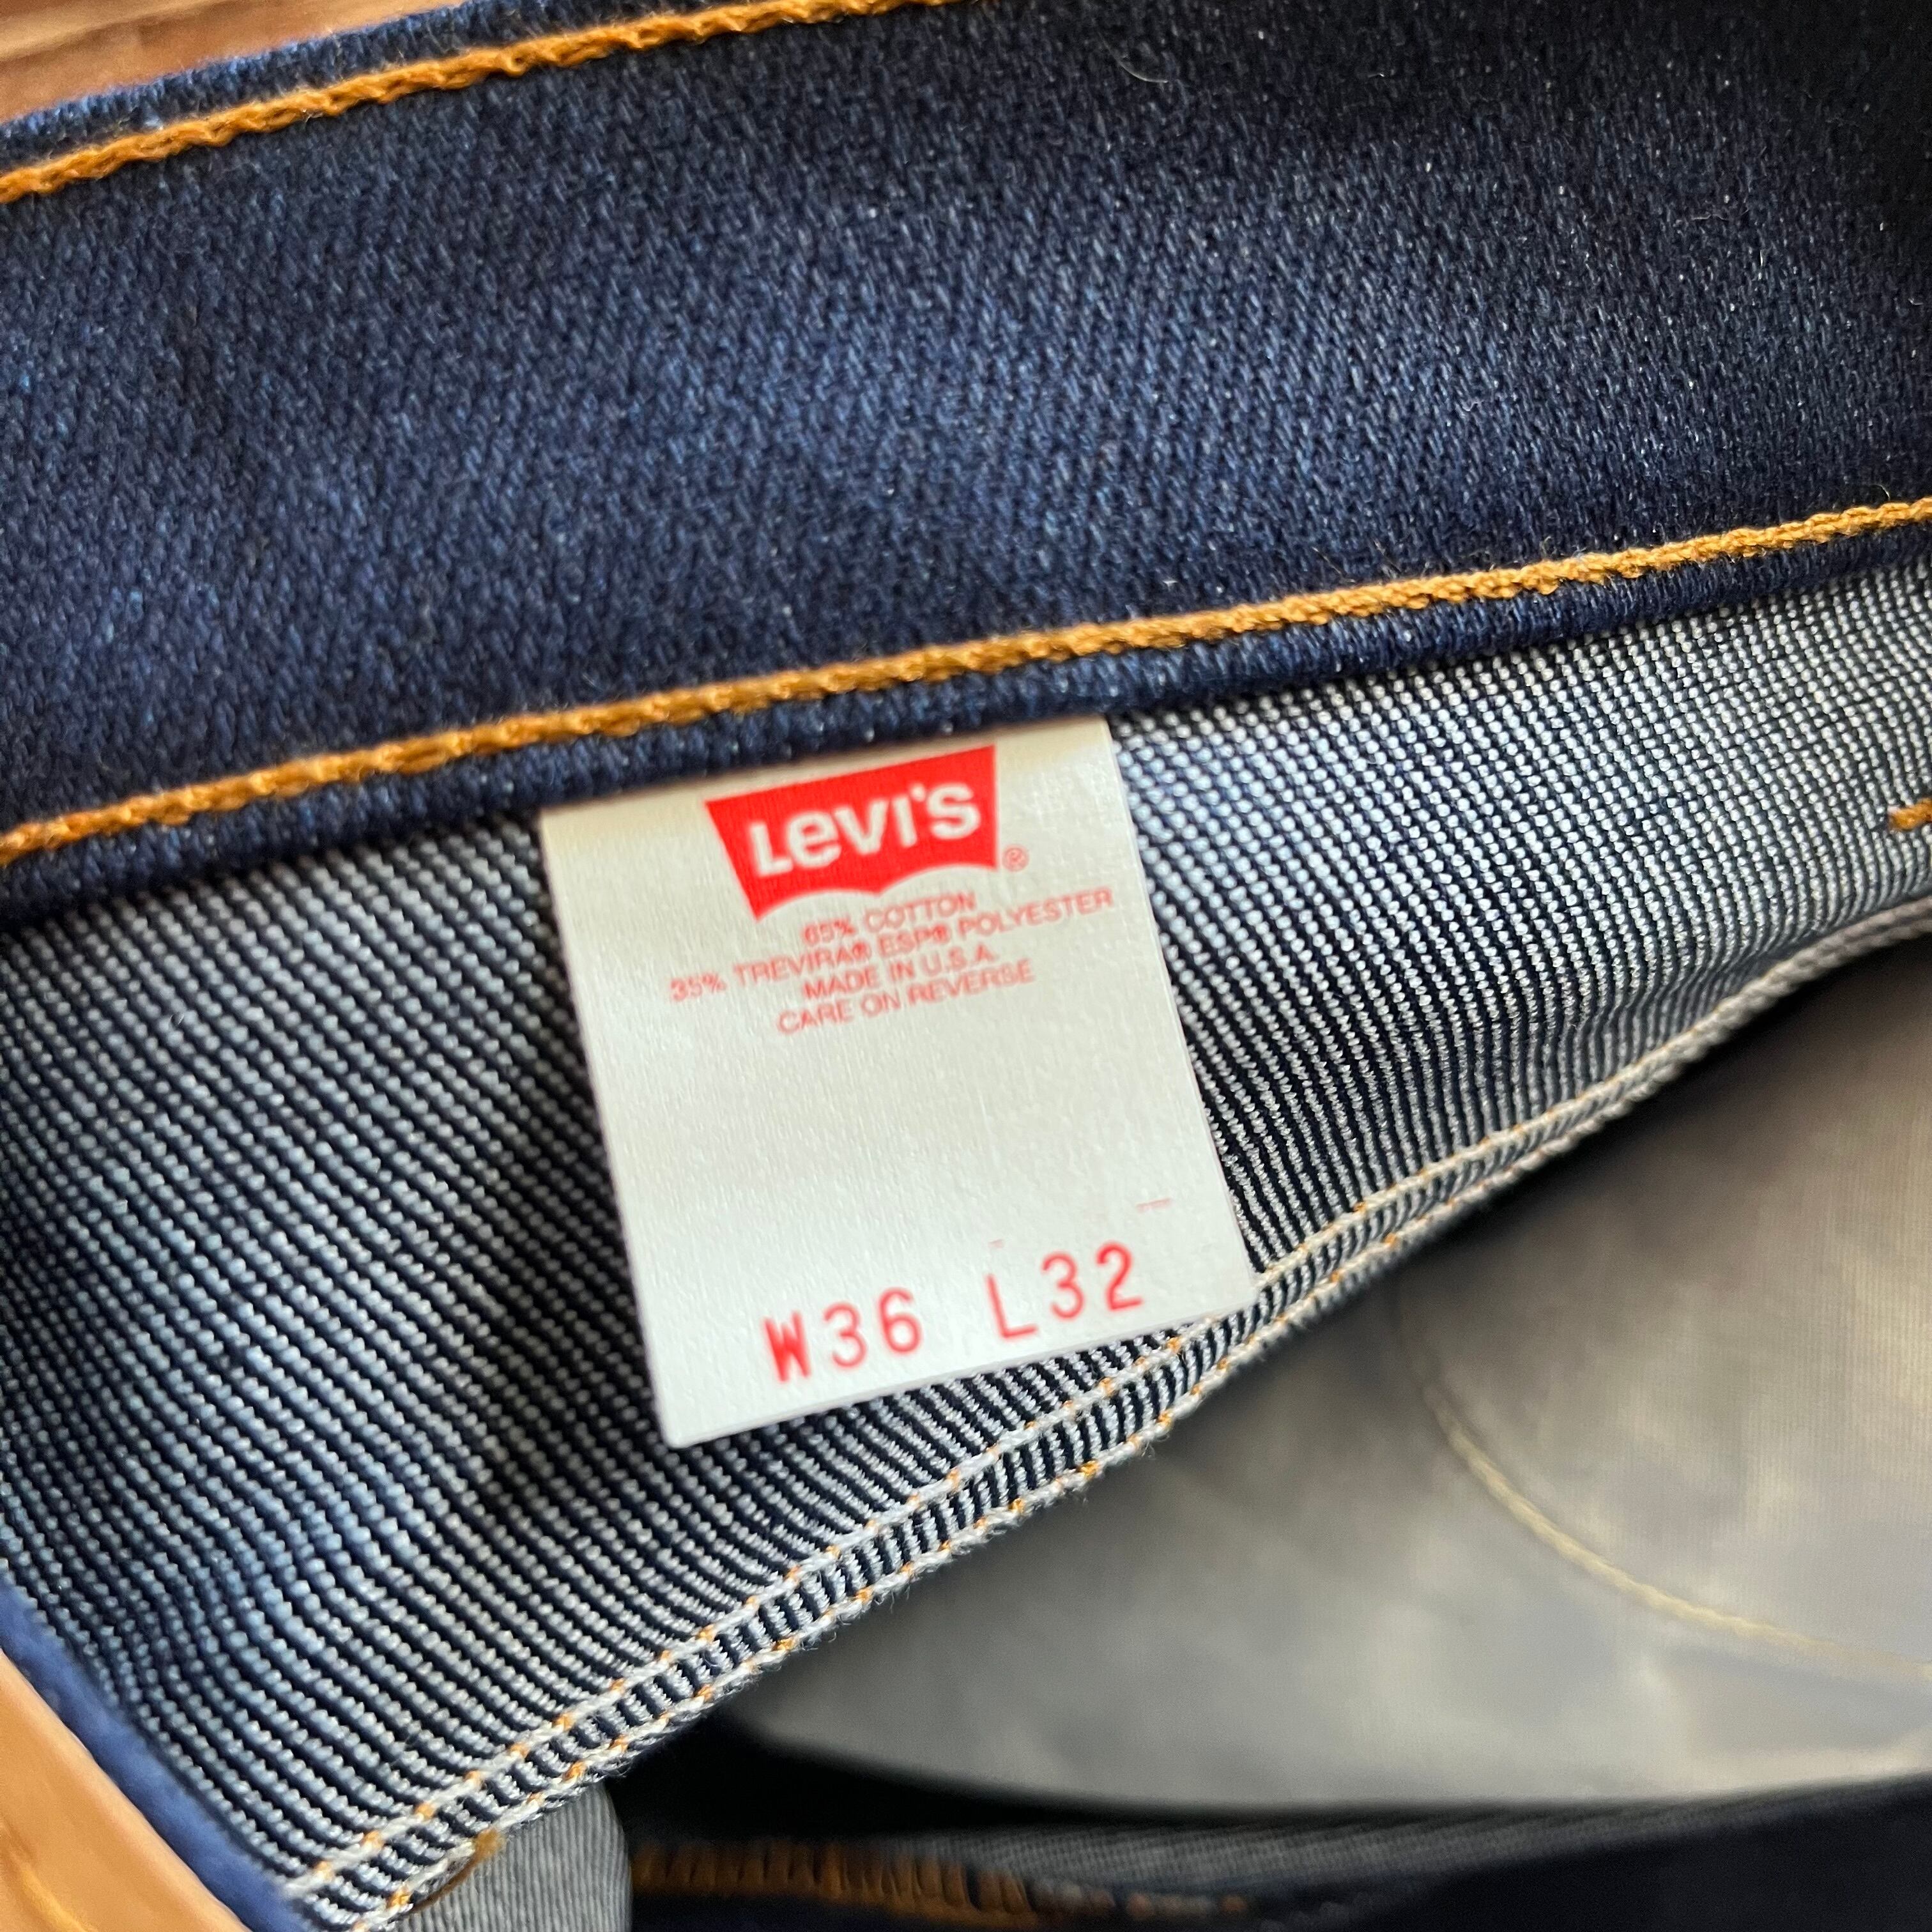 LEVI'S ®
65% COTTON
35% TREVIRA® ESP® POLYESTER
MADE IN U.S.A.
CARE ON REVERSE
W36 L32